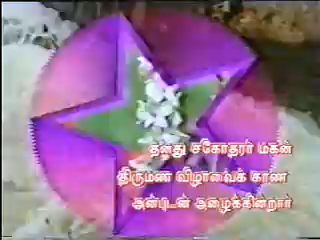 தனது சகோதரர் மகன்
திருமண விழாவைக் காண
அன்புடன் அழைக்கின்றார்